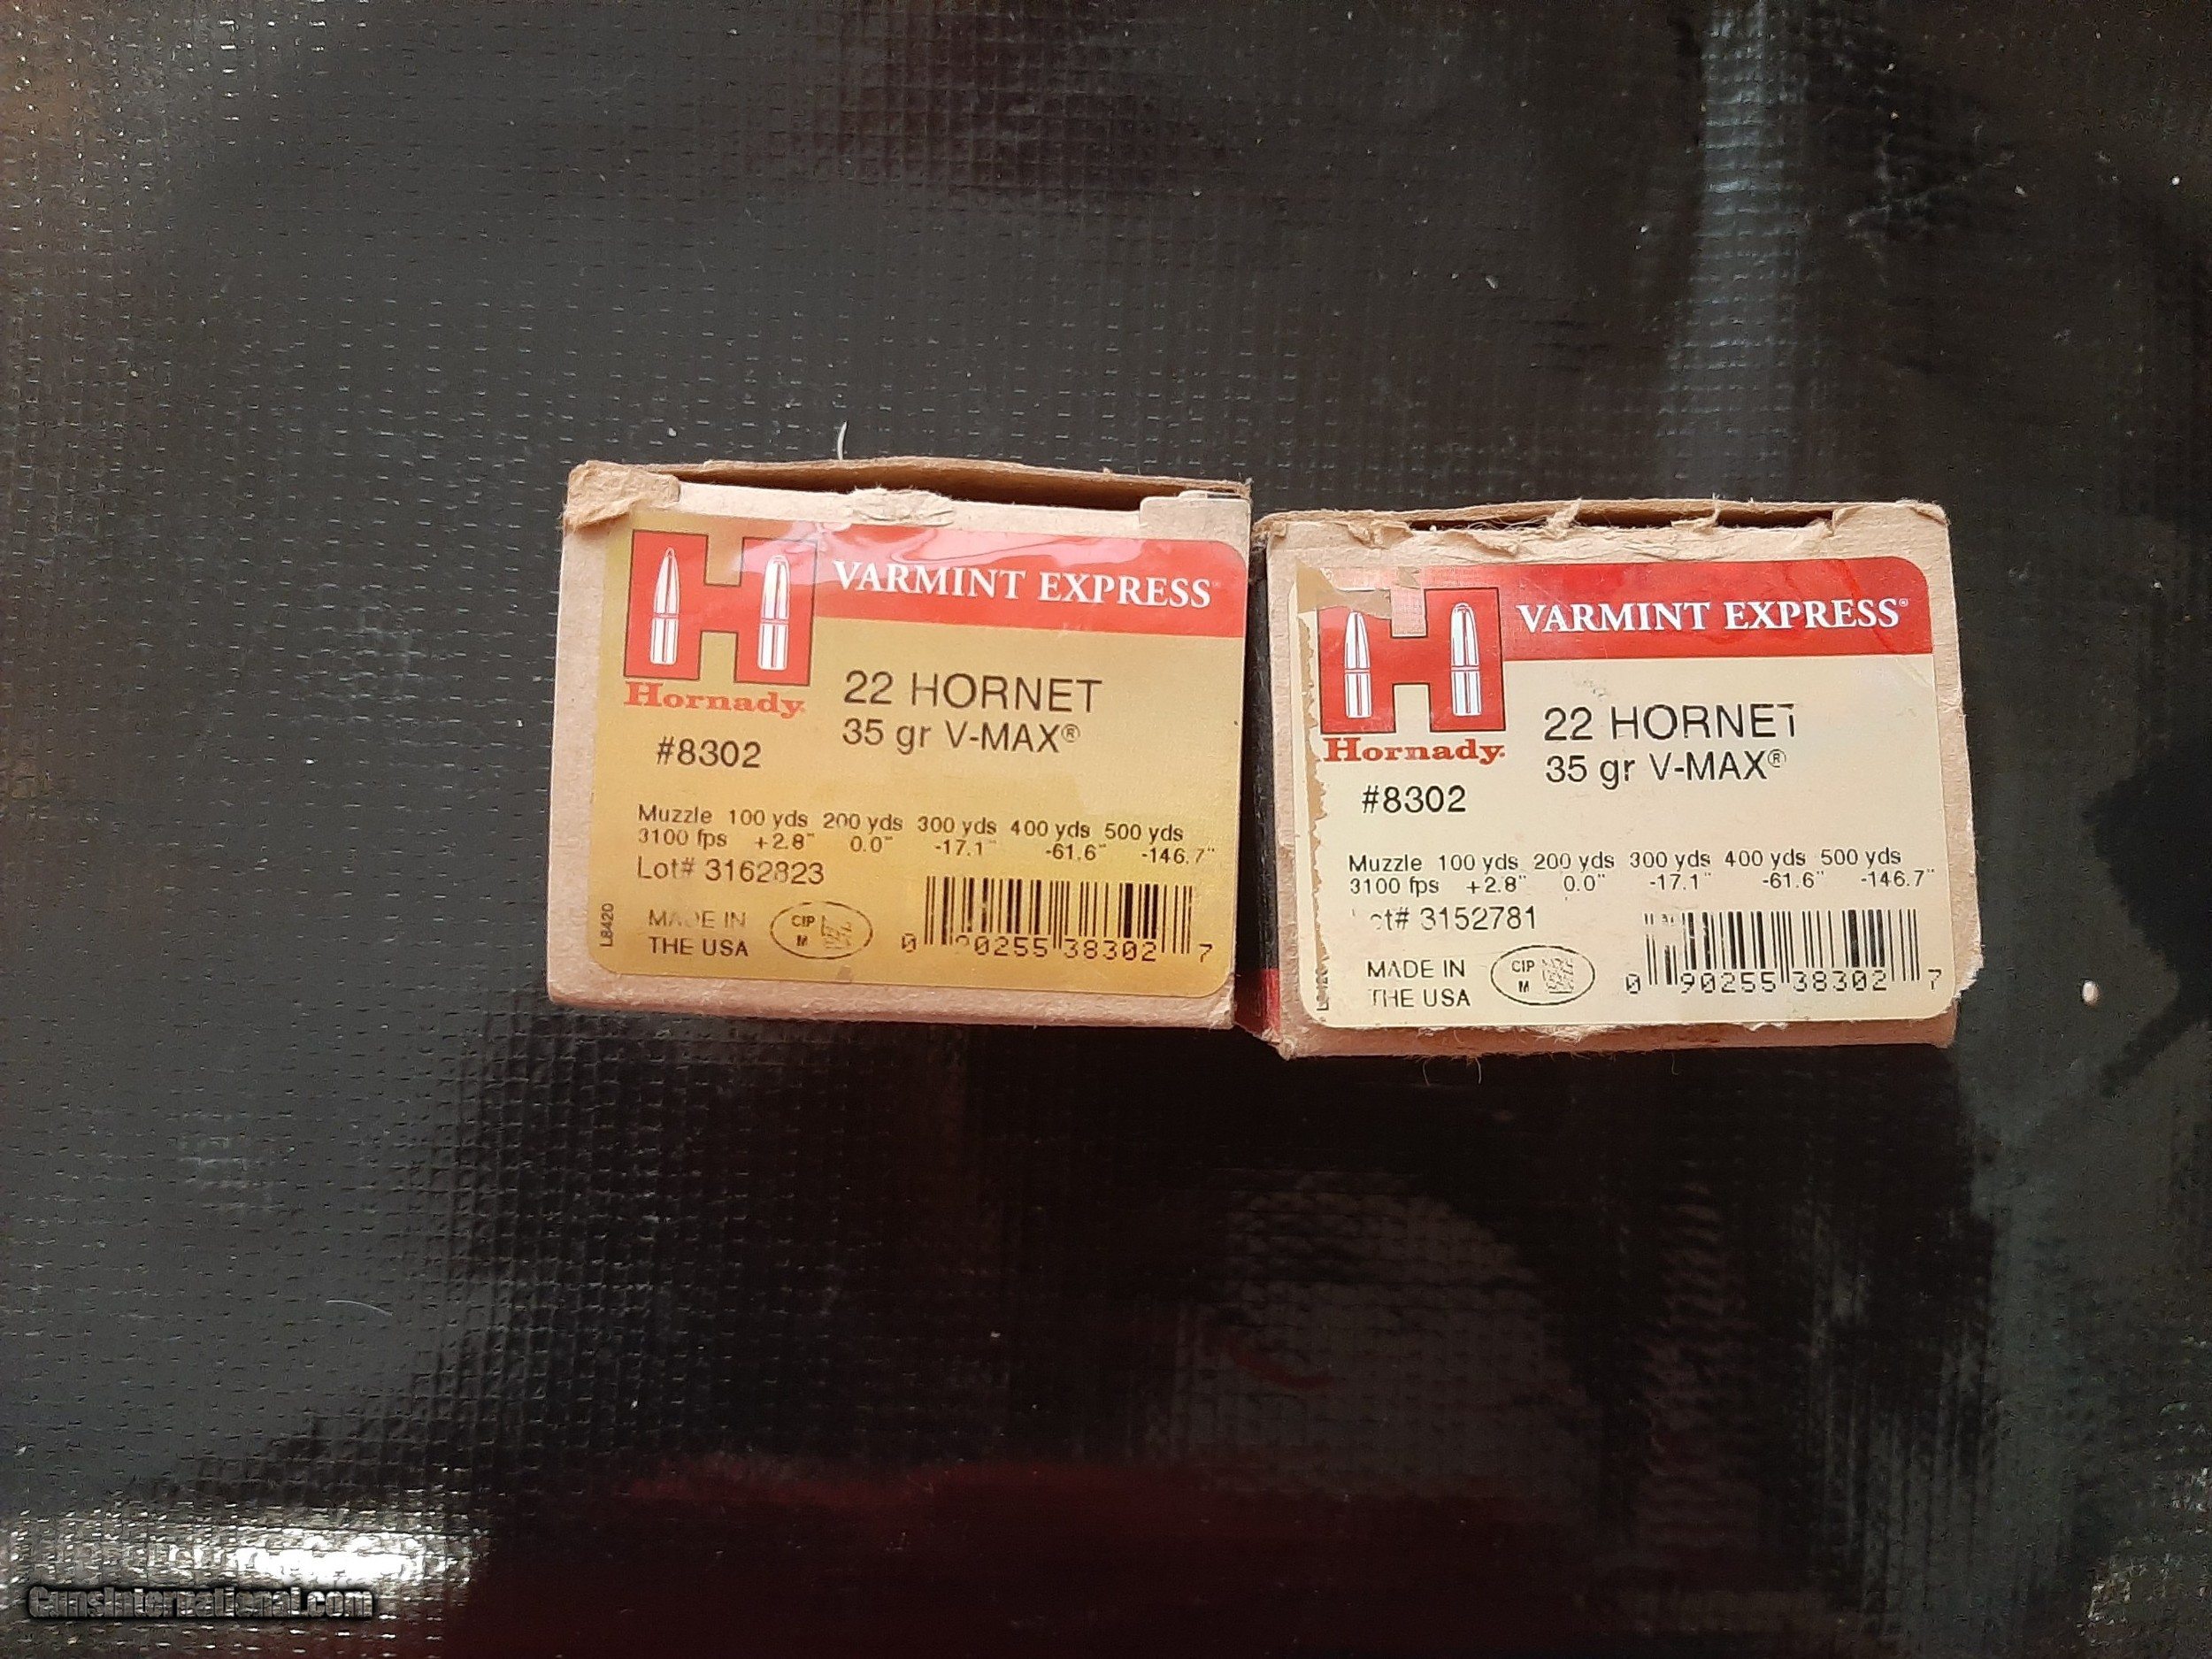 VARMINT EXPRESS®
Hornady
22 HORNET
35 gr V-MAX®
#8302
Muzzle 100 yds 200 yds 300 yds 400 yds 500 yds
3100 fps +2.8" 0.0" -17.1" -61.6" -146.7"
Lot# 3162823
MADE IN
THE USA
CIP
M
L8420
0 90255 38302 7
VARMINT EXPRESS®
Hornady
22 HORNET
35 gr V-MAX®
#8302
Muzzle 100 yds 200 yds 300 yds 400 yds 500 yds
3100 fps +2.8" 0.0" -17.1" -61.6" -146.7"
3152781
MADE IN
THE USA
CIP
M
0 90255 38302 7
GunsInternational.com